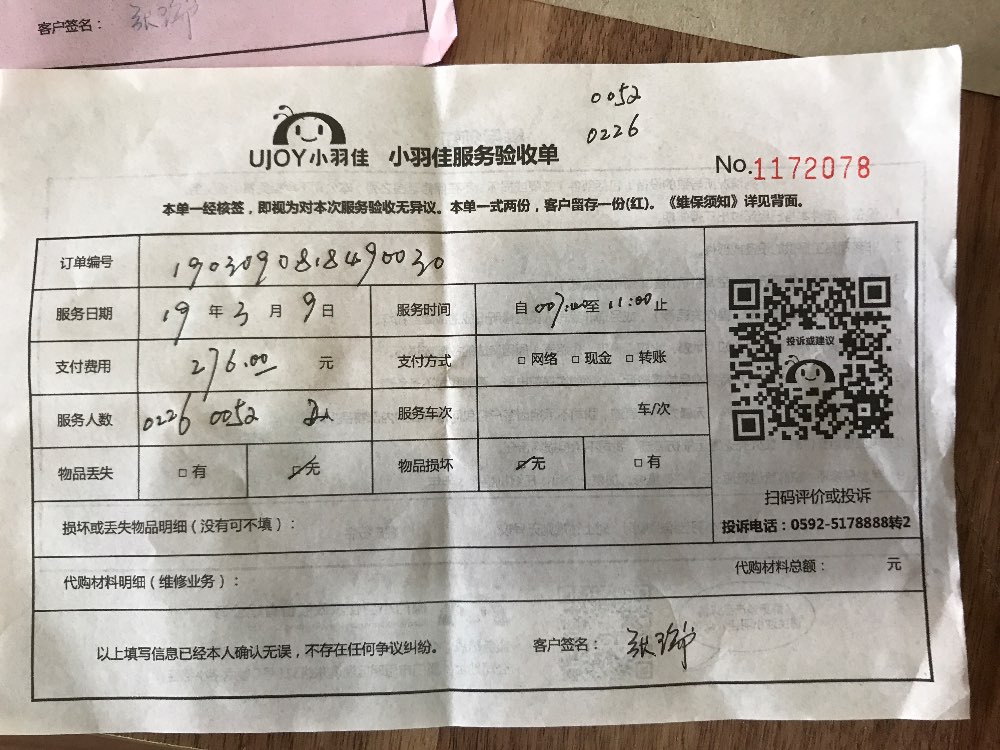 客户签名：
0052
0226
UJOY小羽佳 小羽佳服务验收单
No.1172078
本单一经核签，即视为对本次服务验收无异议。本单一式两份，客户留存一份(红)。《维保须知》详见背面。
订单编号 1903090818490030
服务日期 19 年 3 月 9 日 服务时间 自 007:00 至 11:00 止
支付费用 276.00 元 支付方式 □ 网络 □ 现金 □ 转账
服务人数 0226 0052 2人 服务车次 车/次
物品丢失 □ 有 □ 无 物品损坏 □ 无 □ 有
投诉或建议
扫码评价或投诉
投诉电话：0592-5178888转2
损坏或丢失物品明细（没有可不填）：
代购材料明细（维修业务）：
代购材料总额： 元
以上填写信息已经本人确认无误，不存在任何争议纠纷。
客户签名：